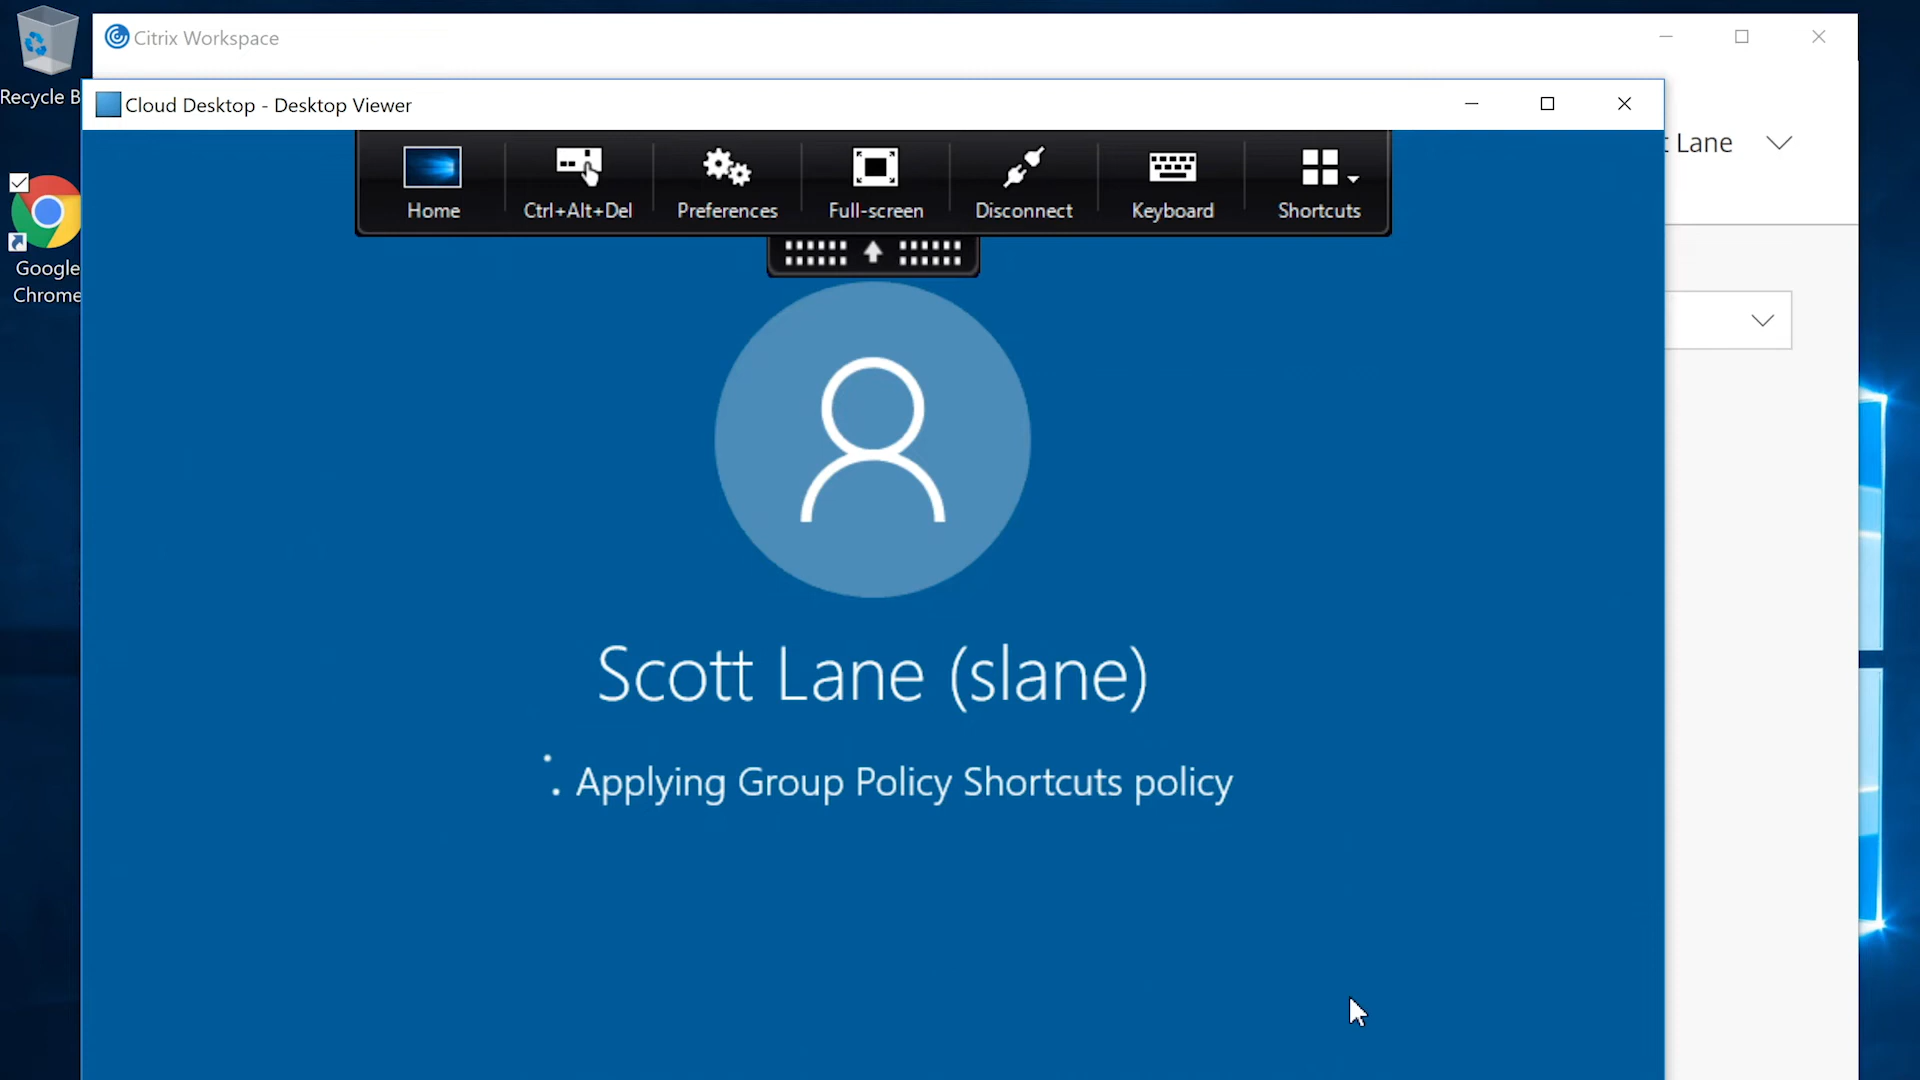 Citrix Workspace
Recycle B
Cloud Desktop - Desktop Viewer
Home
Ctrl+Alt+Del
Preferences
Full-screen
Disconnect
Keyboard
Shortcuts
Lane
Google
Chrome
Scott Lane (slane)
Applying Group Policy Shortcuts policy